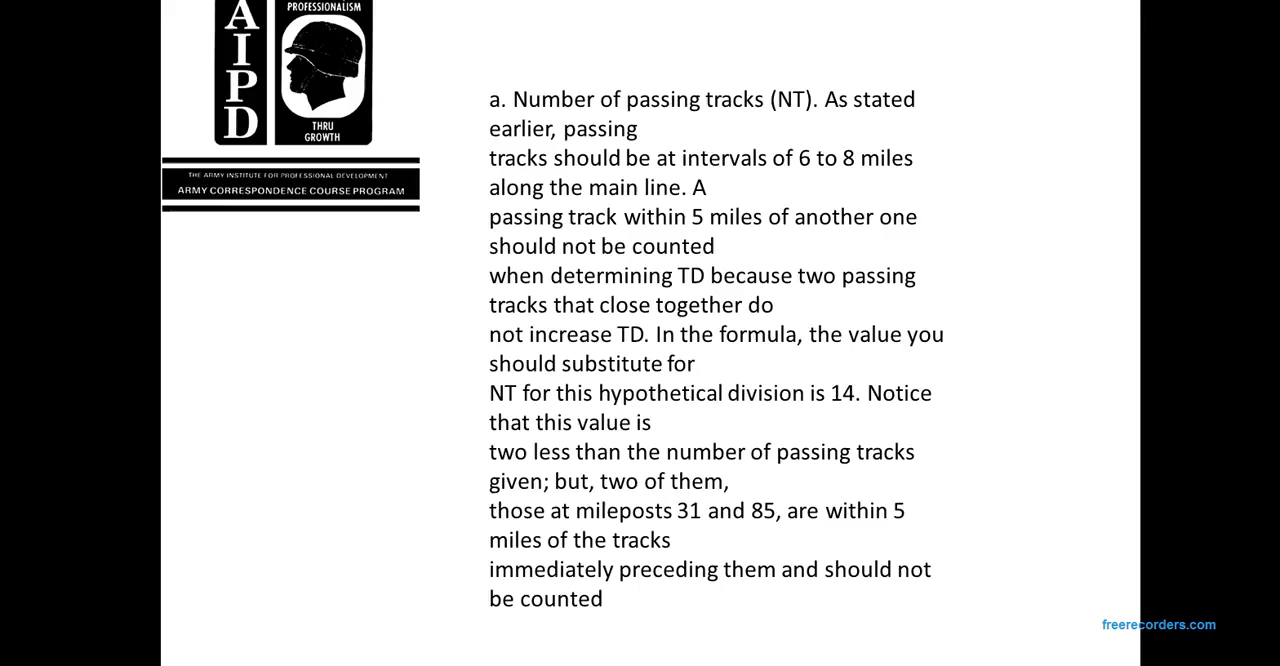 A
I
P
D
PROFESSIONALISM
THRU
GROWTH
THE ARMY INSTITUTE FOR PROFESSIONAL DEVELOPMENT
ARMY CORRESPONDENCE COURSE PROGRAM
a. Number of passing tracks (NT). As stated
earlier, passing
tracks should be at intervals of 6 to 8 miles
along the main line. A
passing track within 5 miles of another one
should not be counted
when determining TD because two passing
tracks that close together do
not increase TD. In the formula, the value you
should substitute for
NT for this hypothetical division is 14. Notice
that this value is
two less than the number of passing tracks
given; but, two of them,
those at mileposts 31 and 85, are within 5
miles of the tracks
immediately preceding them and should not
be counted
freerecorders.com